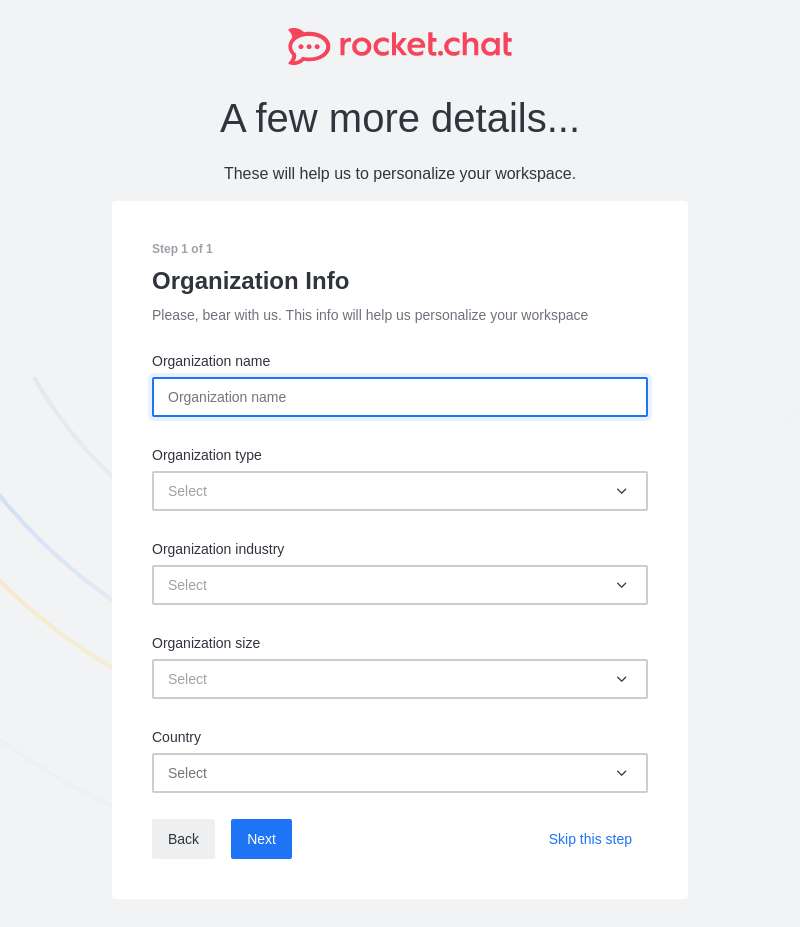 rocket.chat
A few more details...
These will help us to personalize your workspace.
Step 1 of 1
Organization Info
Please, bear with us. This info will help us personalize your workspace
Organization name
Organization name
Organization type
Select
Organization industry
Select
Organization size
Select
Country
Select
Back Next Skip this step